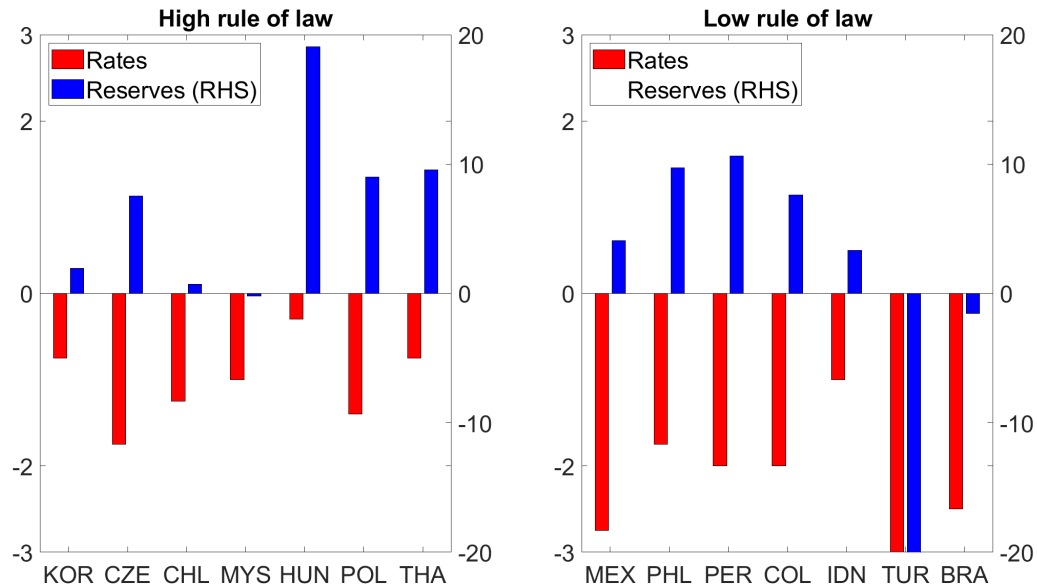 High rule of law
3
2
0
-2
-3
20
10
0
-10
-20
Rates
Reserves (RHS)
KOR CZE CHL MYS HUN POL THA
Low rule of law
3
2
0
-2
-3
20
10
0
-10
-20
Rates
Reserves (RHS)
MEX PHL PER COL IDN TUR BRA